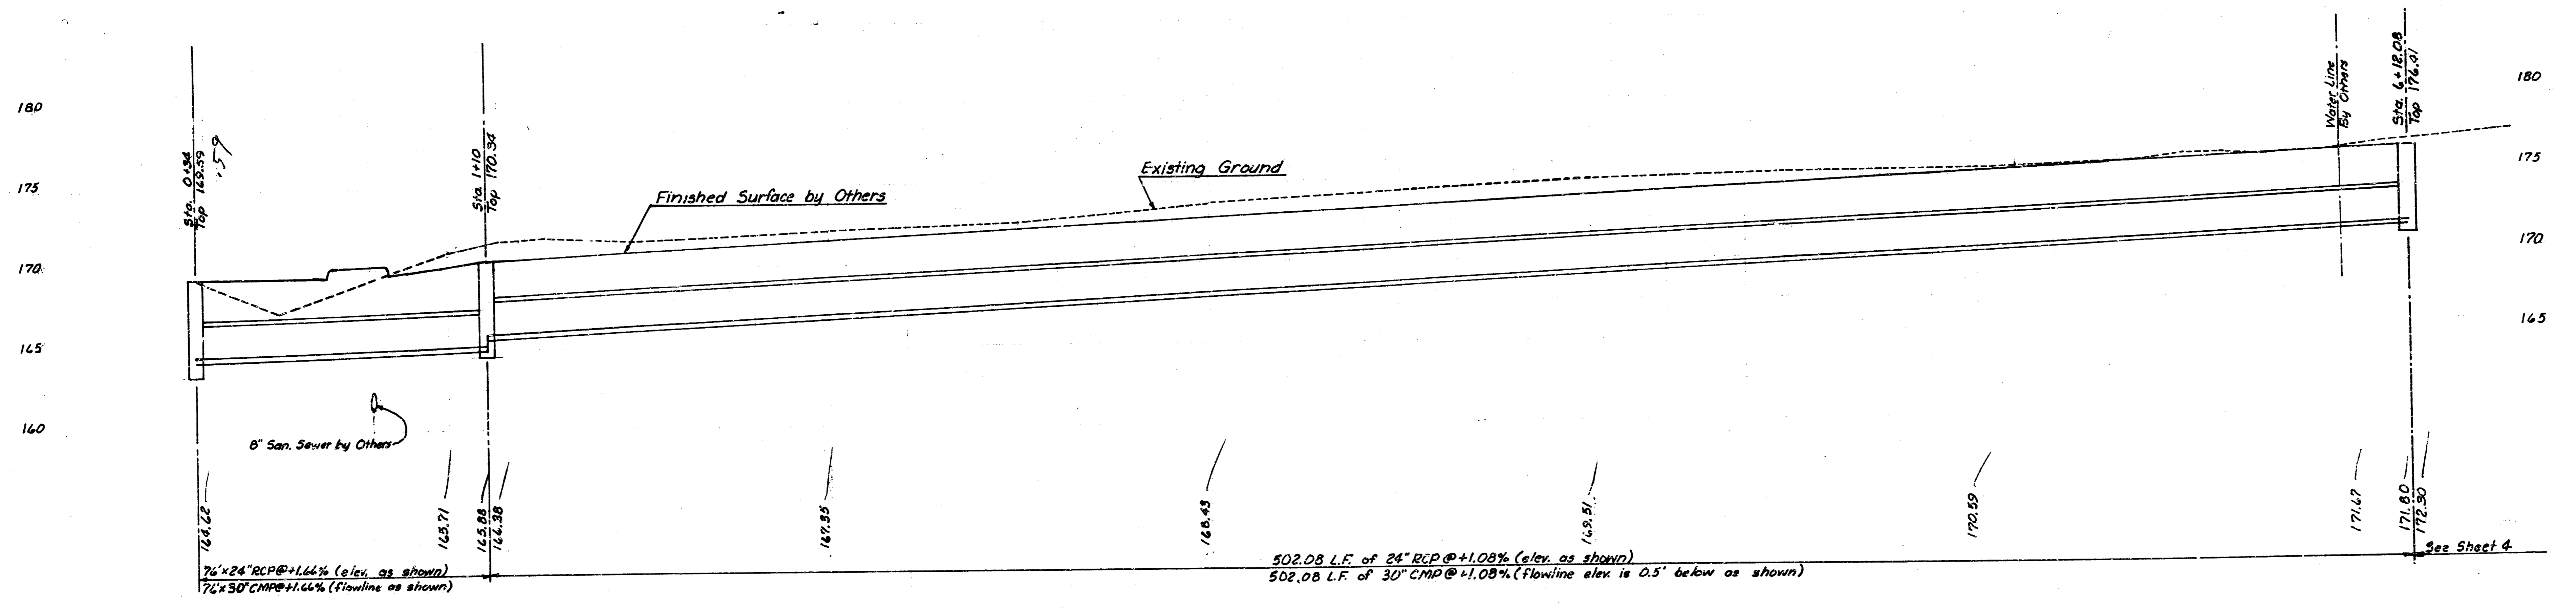 180
175
170
165
160
Sta. 0+34
Top 169.59
.59
Sta 1+10
Top 170.34
Finished Surface by Others
Existing Ground
Water Line
By Others
Sta. 6+12.08
Top 176.41
180
175
170
165
8" San. Sewer by Others
164.62
165.71
165.88
166.38
167.35
168.43
169.51
170.59
171.67
171.80
172.30
76'x24"RCP@+1.66% (elev. as shown)
76'x30"CMP@+1.66% (flowline as shown)
502.08 L.F. of 24" RCP @ +1.08% (elev. as shown)
502.08 L.F. of 30" CMP @ +1.08% (flowline elev. is 0.5' below as shown)
See Sheet 4